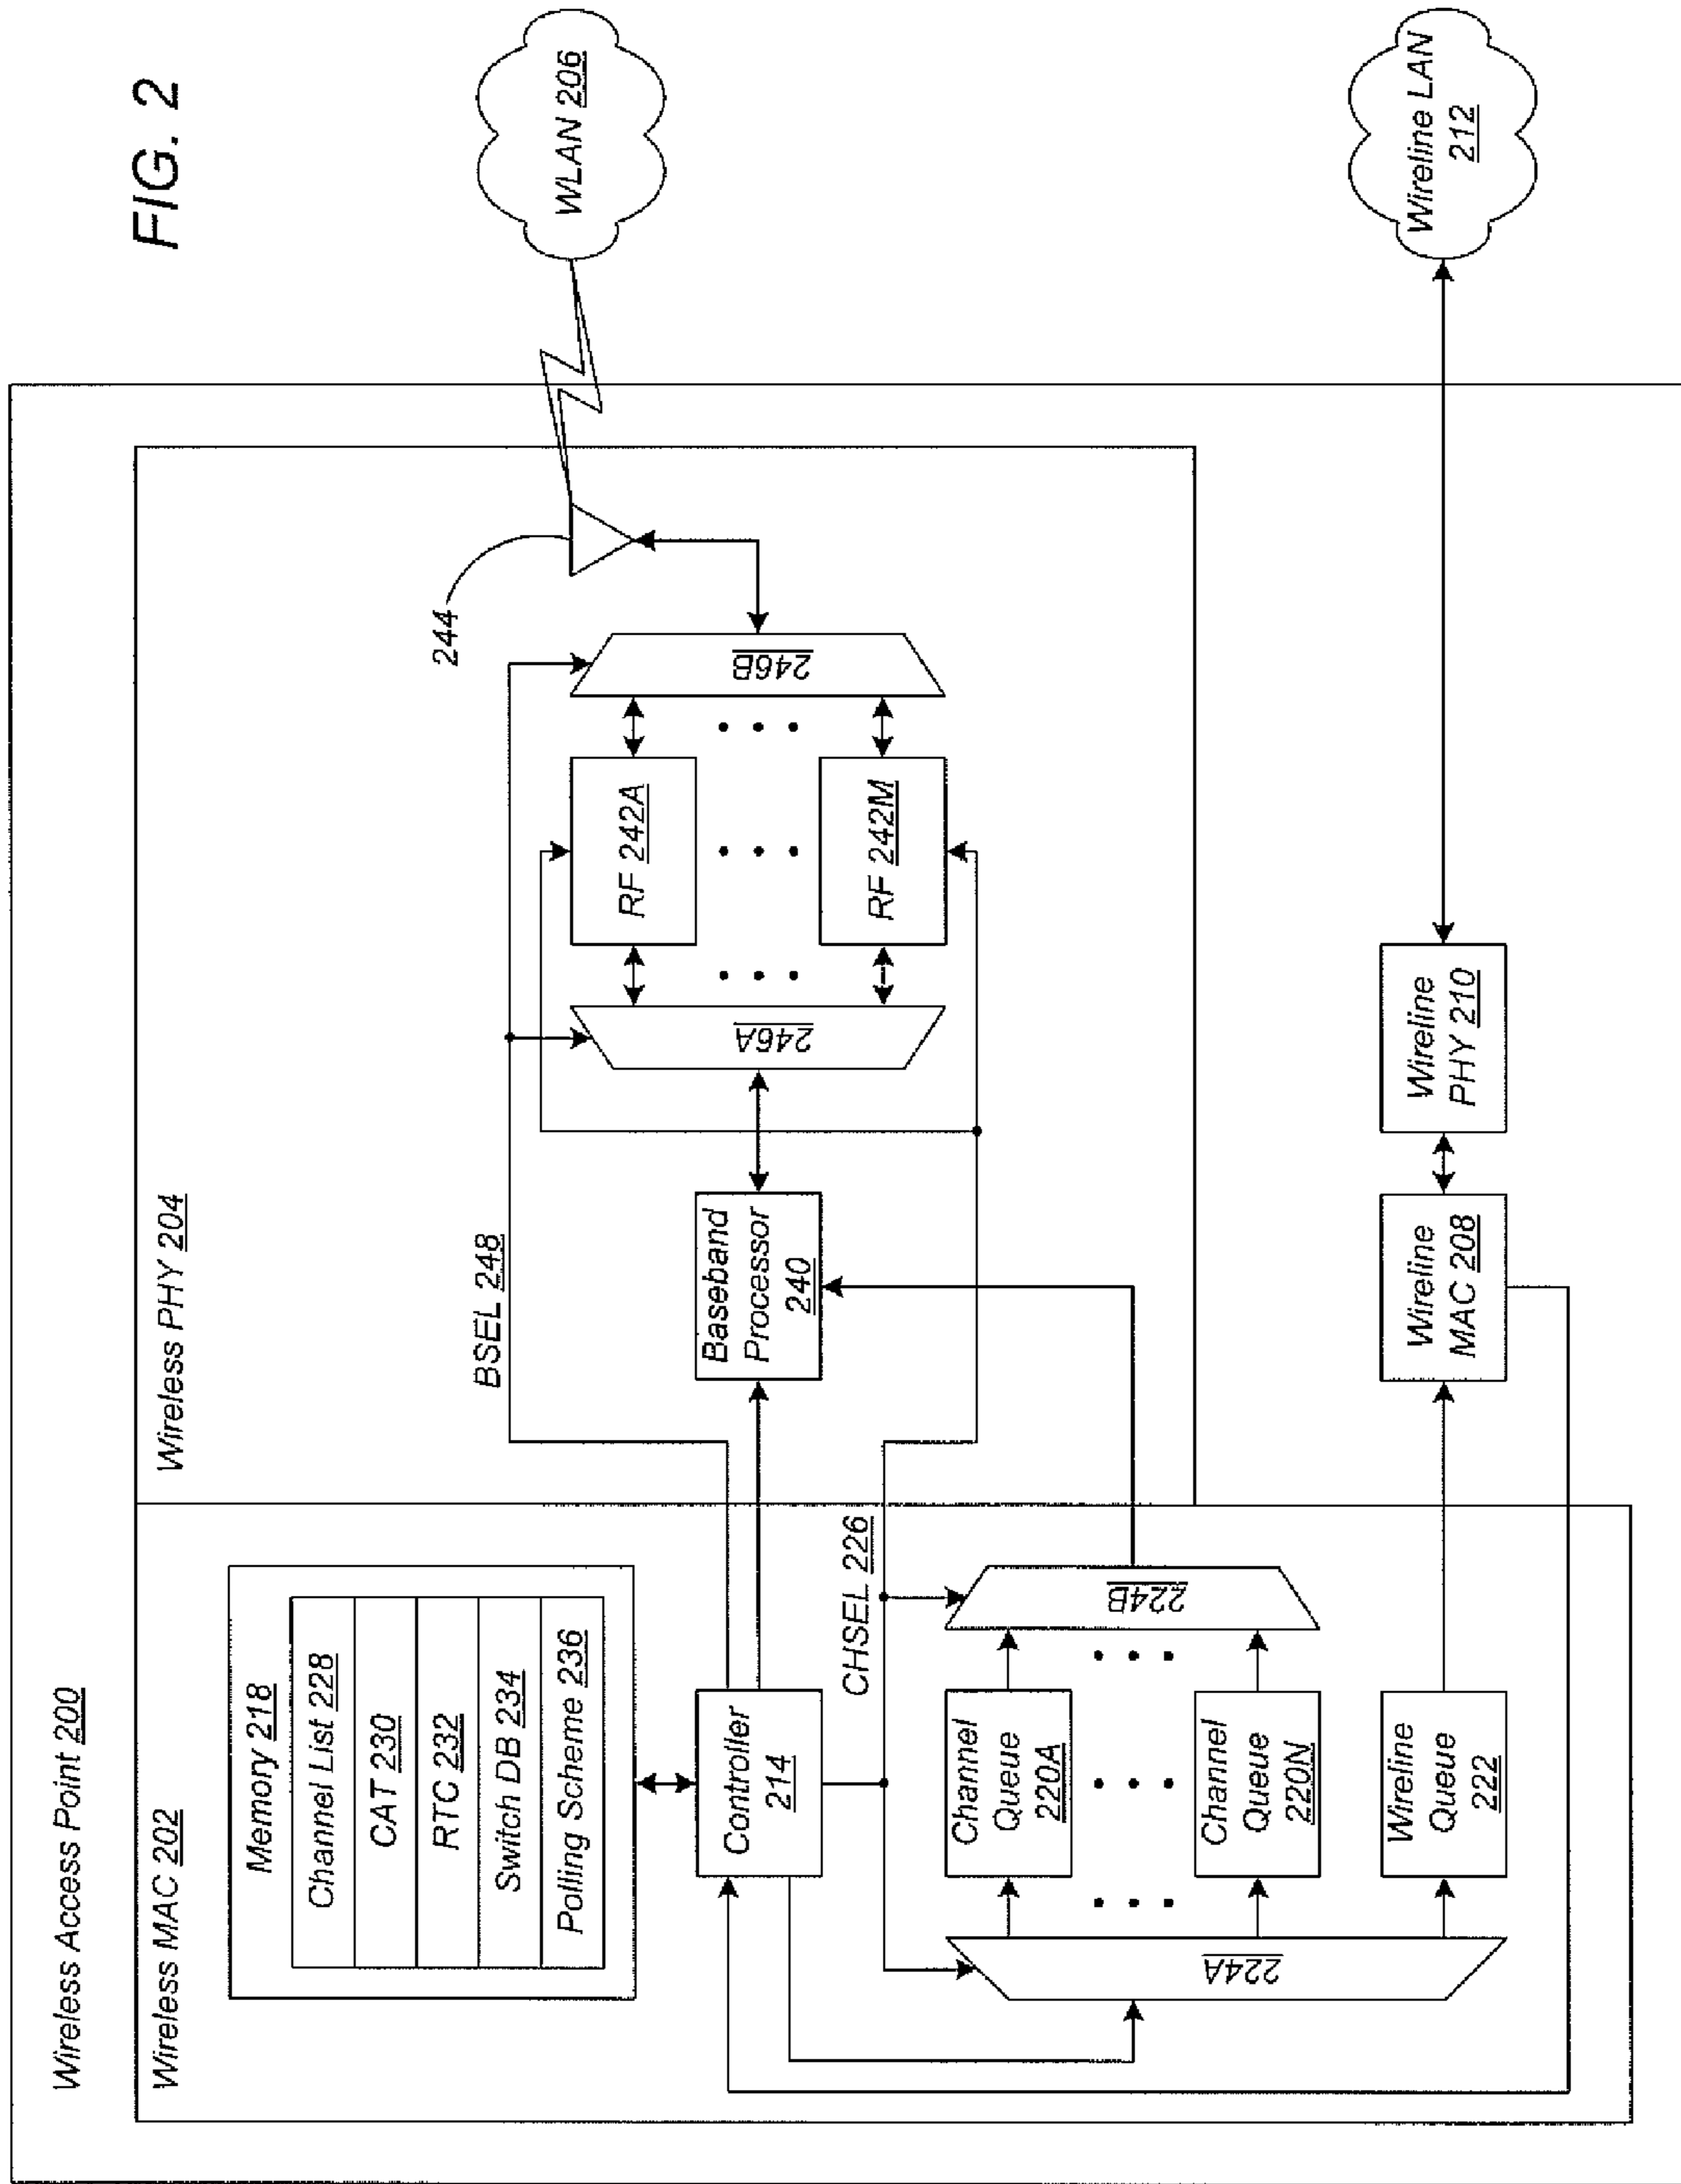 FIG. 2
Wireless Access Point 200
Wireless MAC 202
Wireless PHY 204
Memory 218
Channel List 228
CAT 230
RTC 232
Switch DB 234
Polling Scheme 236
BSEL 248
244
WLAN 206
Controller
214
Baseband
Processor
240
246A
RF 242A
RF 242M
246B
CHSEL 226
224A
Channel
Queue
220A
Channel
Queue
220N
224B
Wireline
Queue
222
Wireline
MAC 208
Wireline
PHY 210
Wireline LAN
212